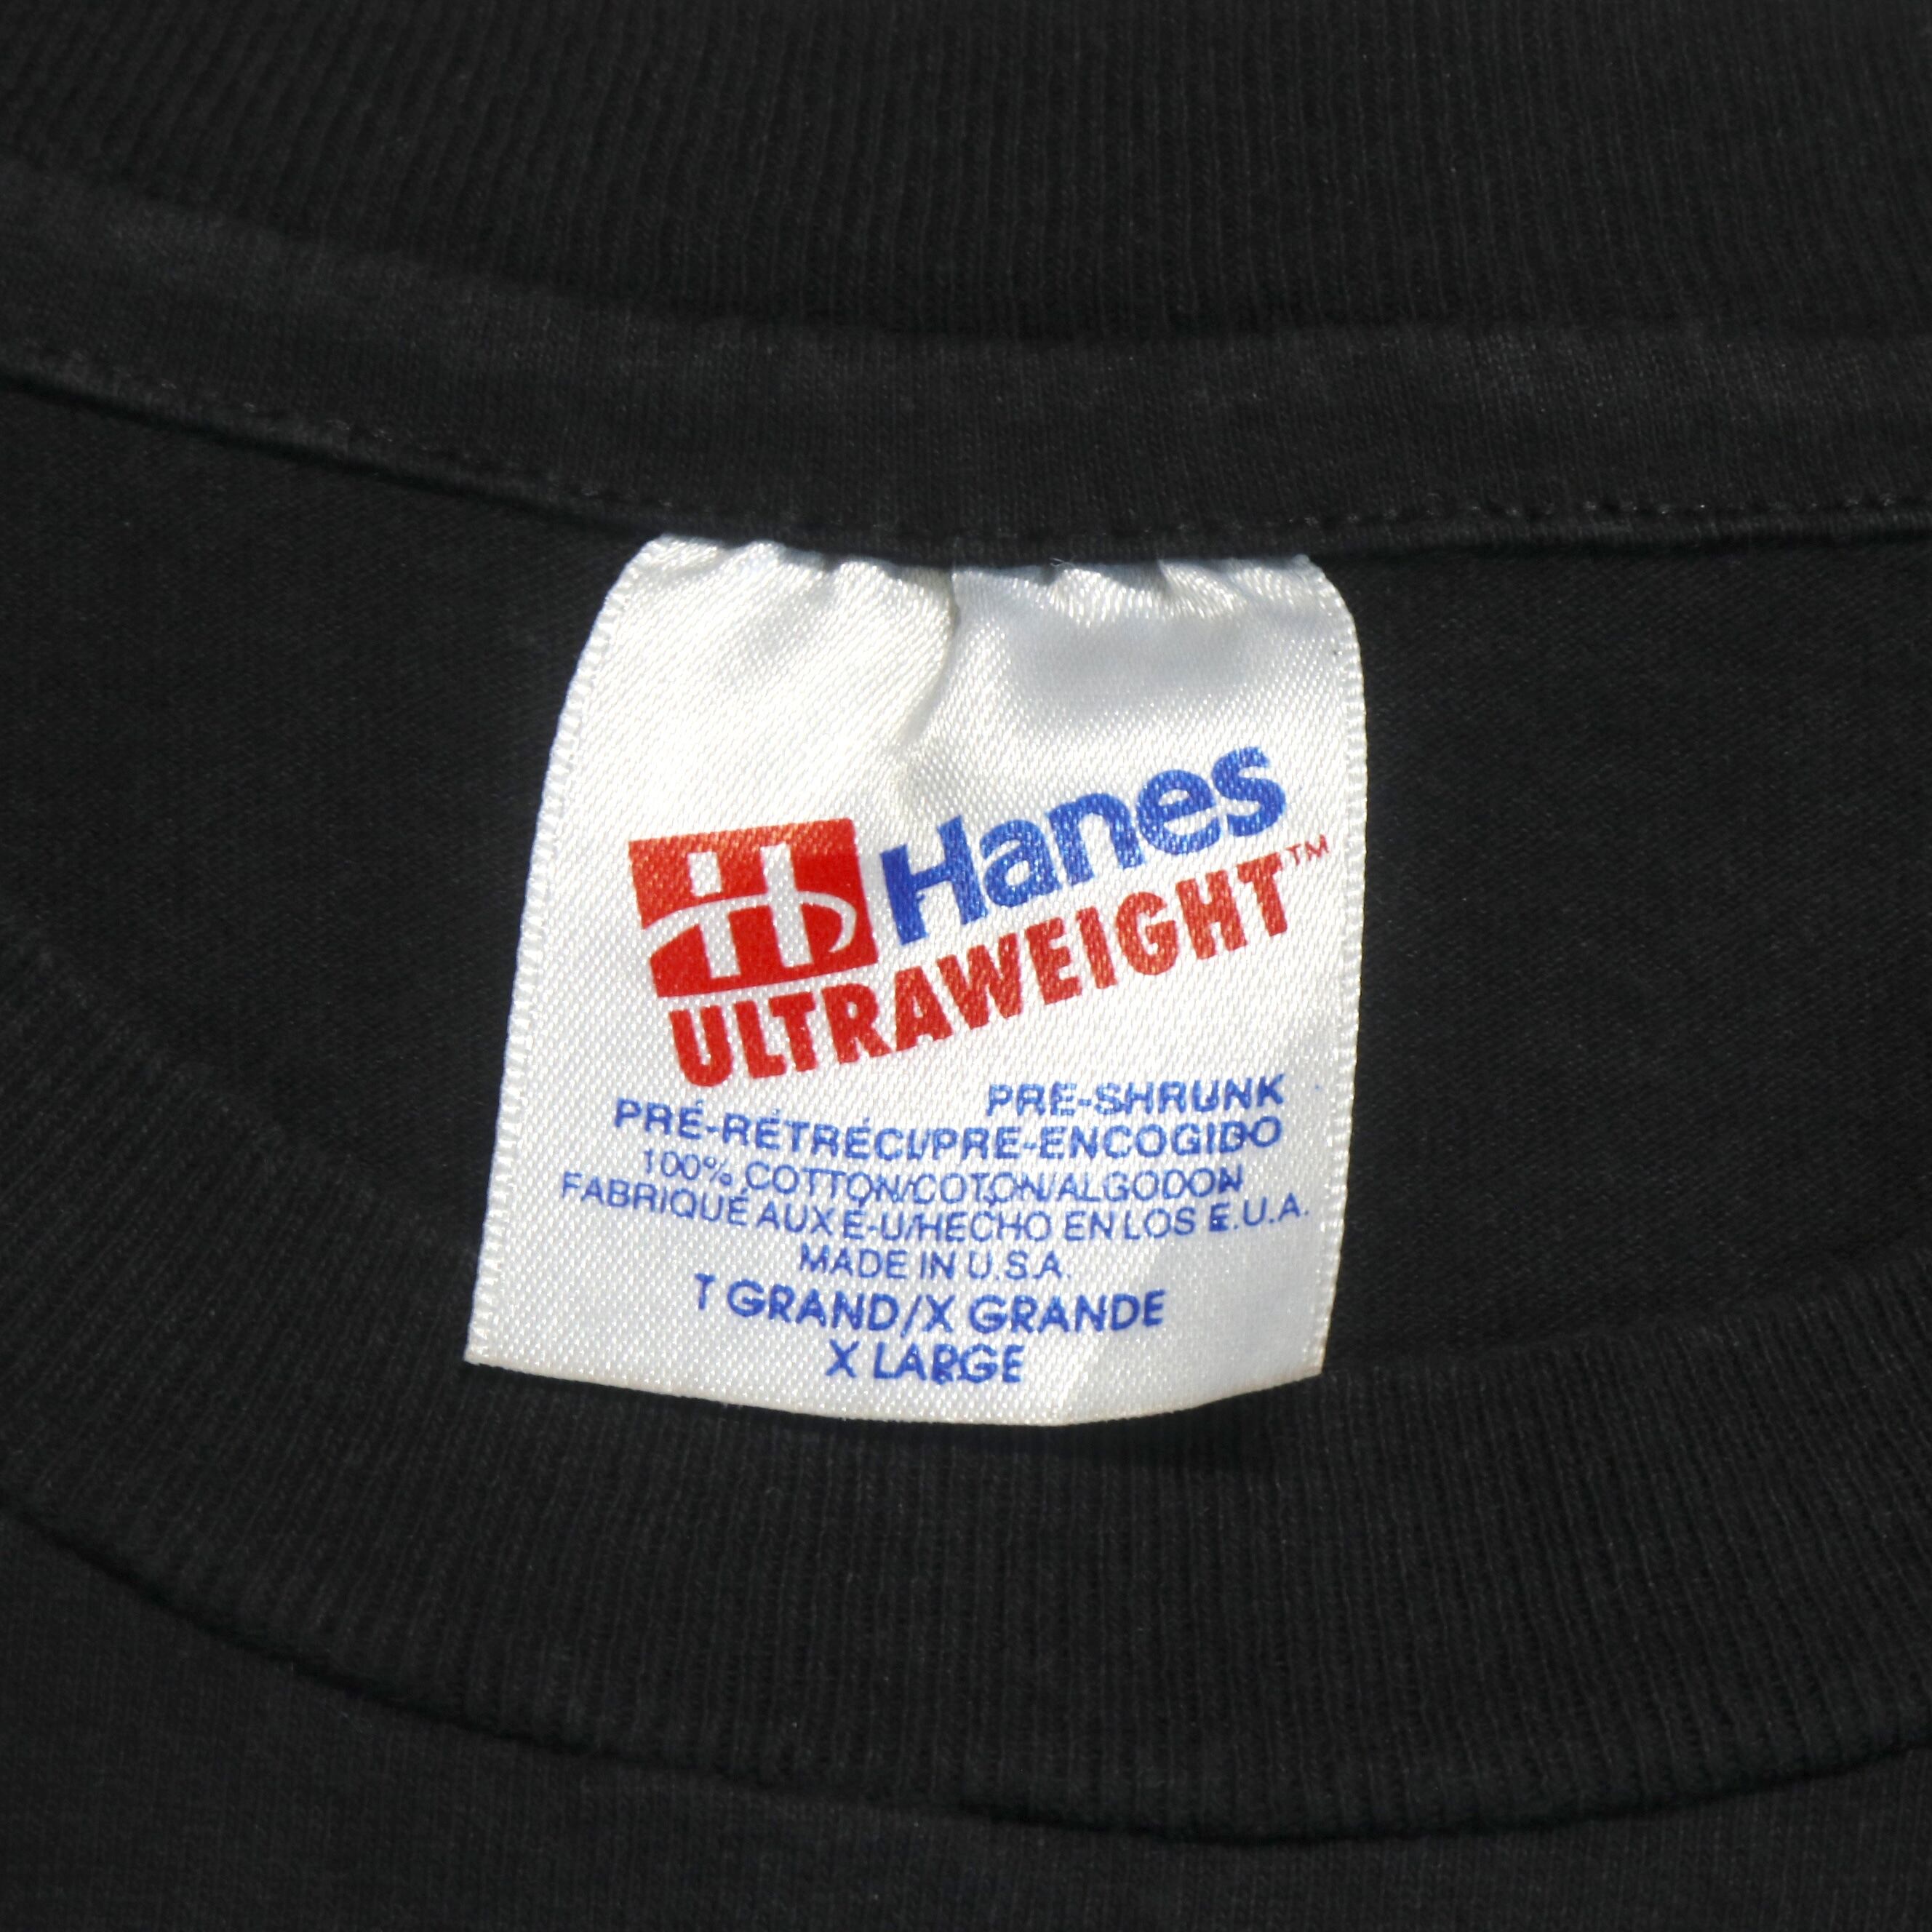 H Hanes
ULTRAWEIGHT™
PRE-SHRUNK
PRÉ-RÉTRÉCI/PRE-ENCOGIDO
100% COTTON/COTON/ALGODON
FABRIQUÉ AUX É-U/HECHO EN LOS E.U.A.
MADE IN U.S.A.
T GRAND/X GRANDE
X LARGE